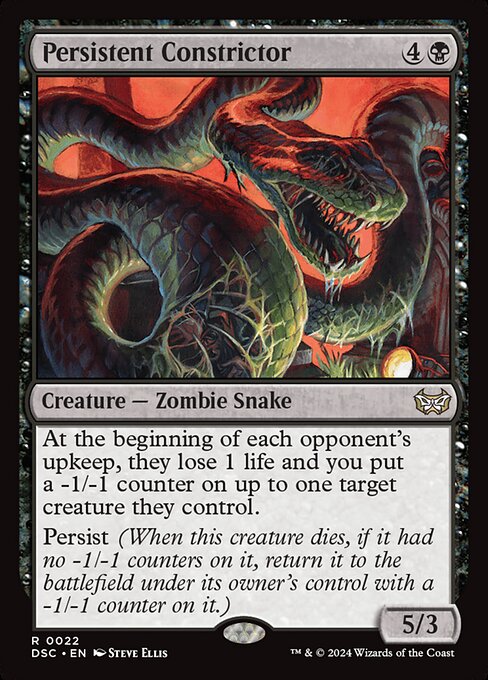 Persistent Constrictor 4
Creature — Zombie Snake
At the beginning of each opponent's
upkeep, they lose 1 life and you put
a -1/-1 counter on up to one target
creature they control.
Persist (When this creature dies, if it had
no -1/-1 counters on it, return it to the
battlefield under its owner's control with a
-1/-1 counter on it.)
5/3
R 0022
DSC • EN Steve Ellis ™ & © 2024 Wizards of the Coast